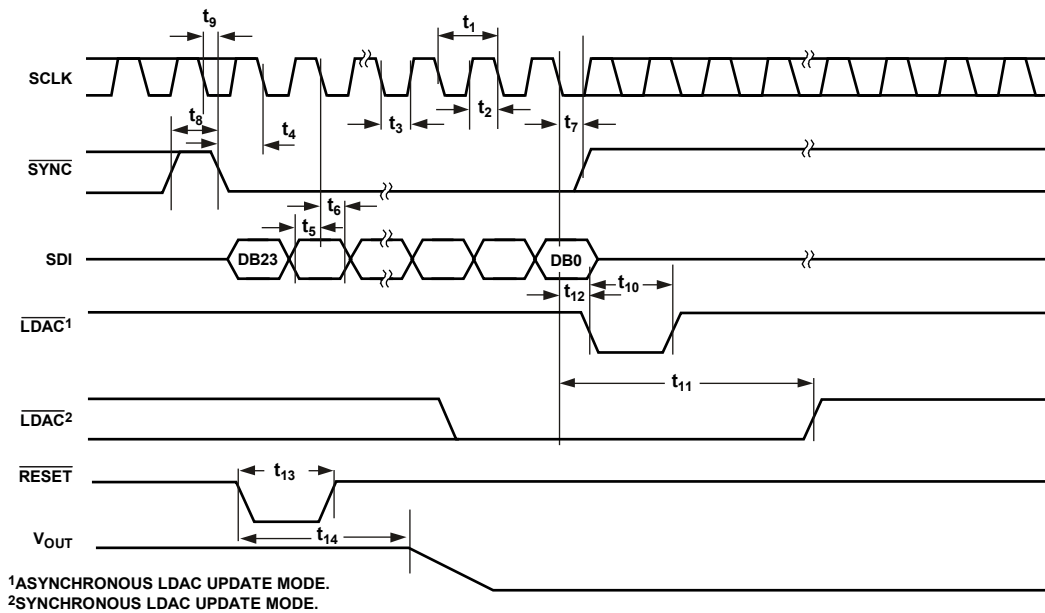 t9
t1
SCLK
t2
t3
t7
t8
t4
SYNC
t6
t5
SDI
DB23
DB0
t12
t10
LDAC1
t11
LDAC2
RESET
t13
t14
VOUT
1ASYNCHRONOUS LDAC UPDATE MODE.
2SYNCHRONOUS LDAC UPDATE MODE.